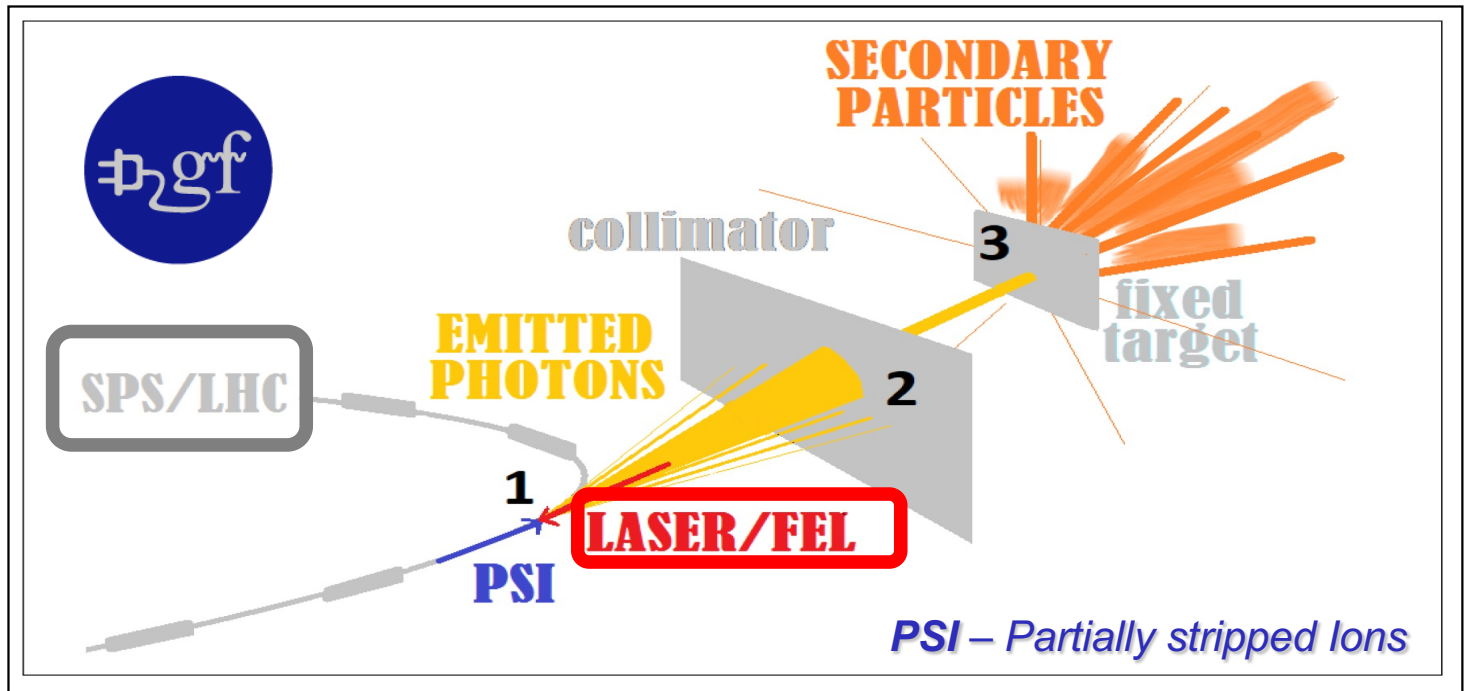 SECONDARY
PARTICLES
gf
collimator
3
fixed
target
EMITTED
PHOTONS
2
SPS/LHC
1
LASER/FEL
PSI
PSI – Partially stripped Ions